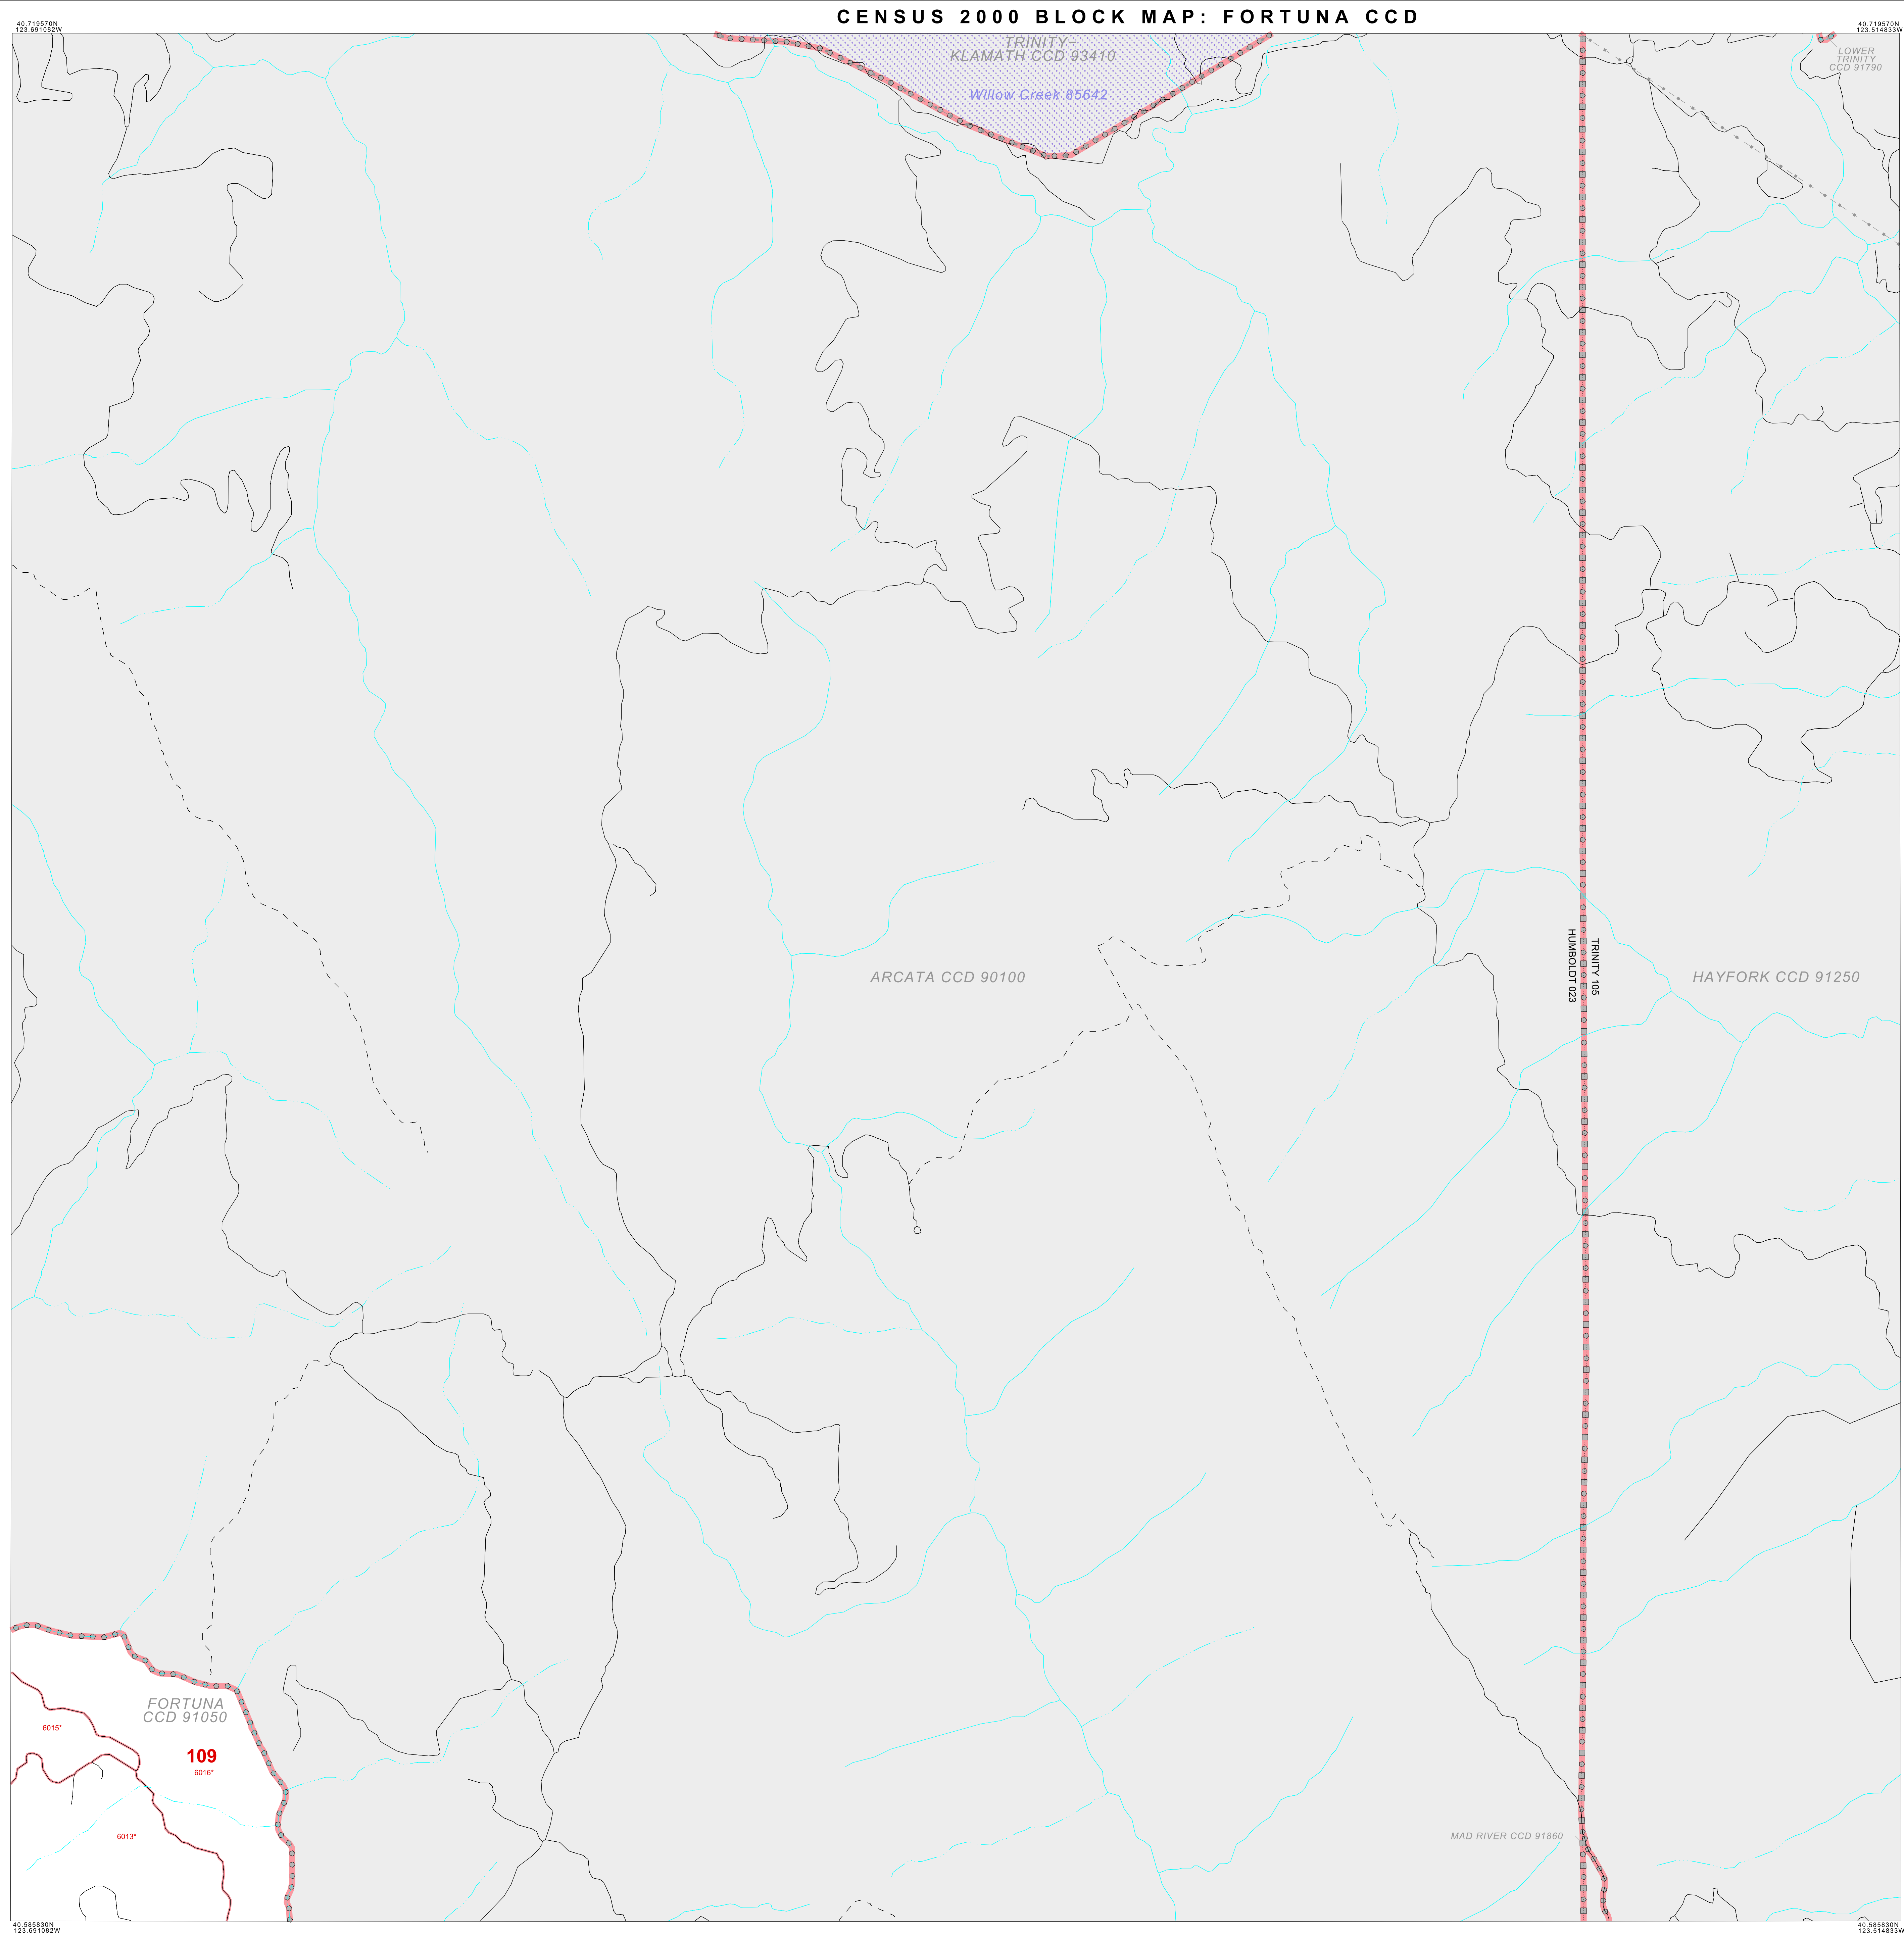 CENSUS 2000 BLOCK MAP: FORTUNA CCD
40.719570N
123.691082W
40.719570N
123.514833W
TRINITY–
KLAMATH CCD 93410
Willow Creek 85642
LOWER
TRINITY
CCD 91790
ARCATA CCD 90100
HUMBOLDT 023
TRINITY 105
HAYFORK CCD 91250
FORTUNA
CCD 91050
6015*
109
6016*
6013*
MAD RIVER CCD 91860
40.585830N
123.691082W
40.585830N
123.514833W